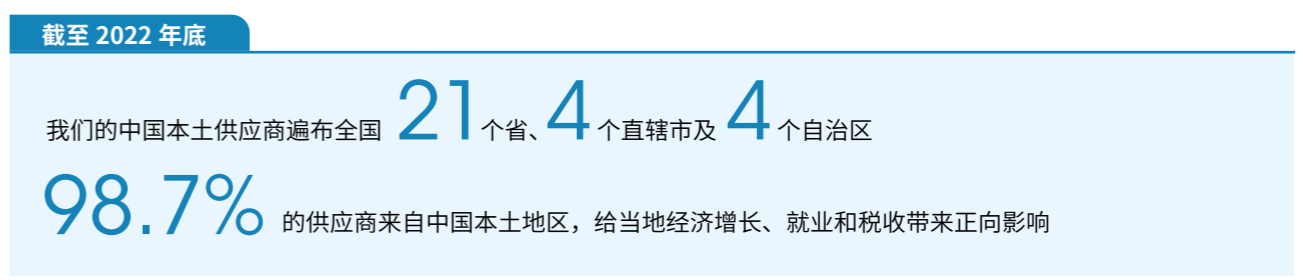 截至 2022 年底
我们的中国本土供应商遍布全国 21 个省、4 个直辖市及 4 个自治区
98.7% 的供应商来自中国本土地区，给当地经济增长、就业和税收带来正向影响